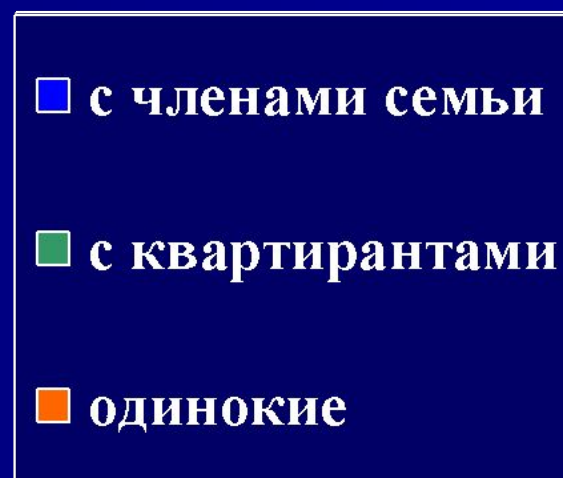 с членами семьи
с квартирантами
одинокие